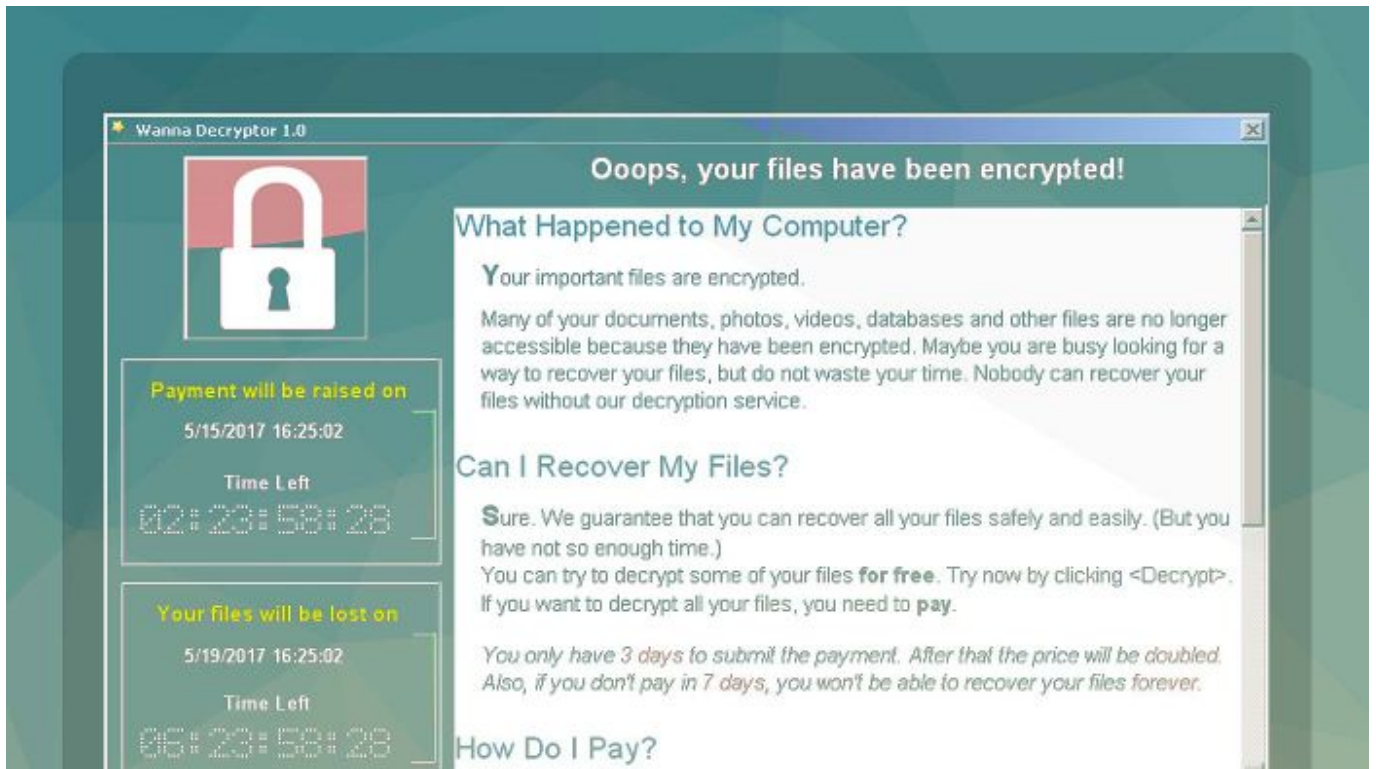 Wanna Decryptor 1.0
Ooops, your files have been encrypted!
Payment will be raised on
5/15/2017 16:25:02
Time Left
02:23:58:28
Your files will be lost on
5/19/2017 16:25:02
Time Left
06:23:58:28
What Happened to My Computer?
Your important files are encrypted.
Many of your documents, photos, videos, databases and other files are no longer
accessible because they have been encrypted. Maybe you are busy looking for a
way to recover your files, but do not waste your time. Nobody can recover your
files without our decryption service.
Can I Recover My Files?
Sure. We guarantee that you can recover all your files safely and easily. (But you
have not so enough time.)
You can try to decrypt some of your files for free. Try now by clicking <Decrypt>.
If you want to decrypt all your files, you need to pay.
You only have 3 days to submit the payment. After that the price will be doubled.
Also, if you don't pay in 7 days, you won't be able to recover your files forever.
How Do I Pay?